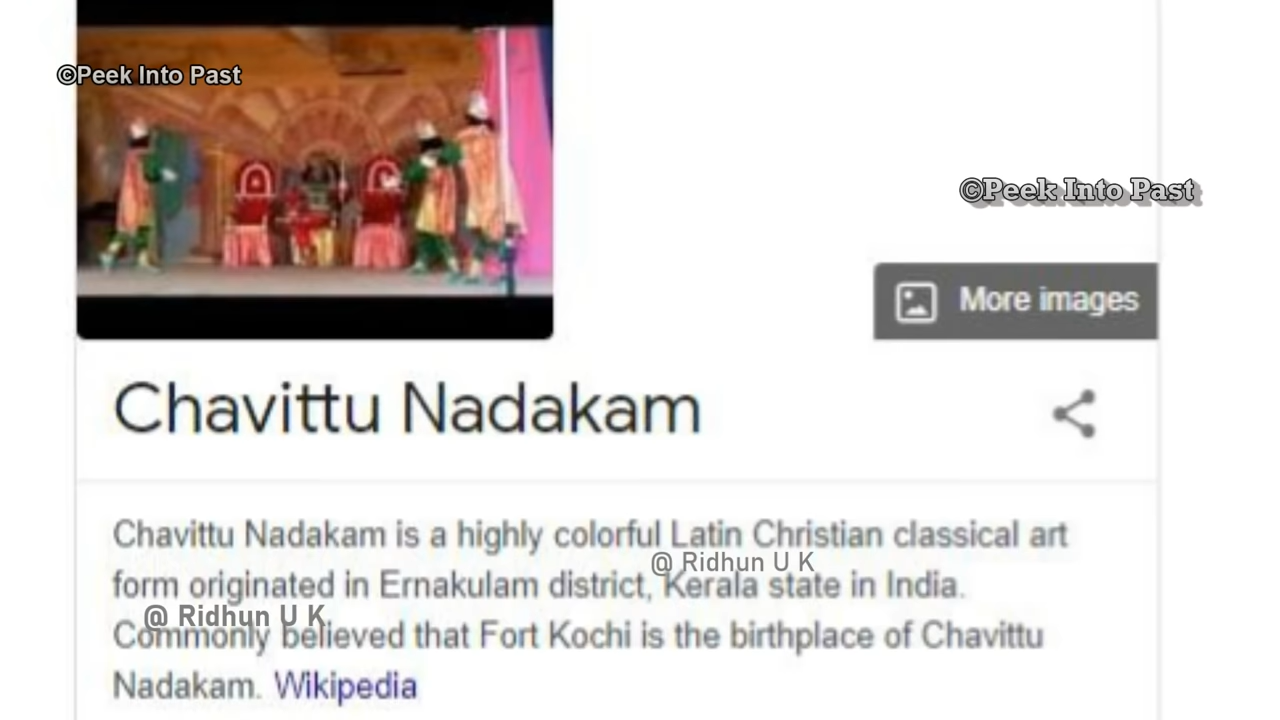 ©Peek Into Past
©Peek Into Past
More images
Chavittu Nadakam
Chavittu Nadakam is a highly colorful Latin Christian classical art
@ Ridhun U K
form originated in Ernakulam district, Kerala state in India.
@ Ridhun U K
Commonly believed that Fort Kochi is the birthplace of Chavittu
Nadakam. Wikipedia